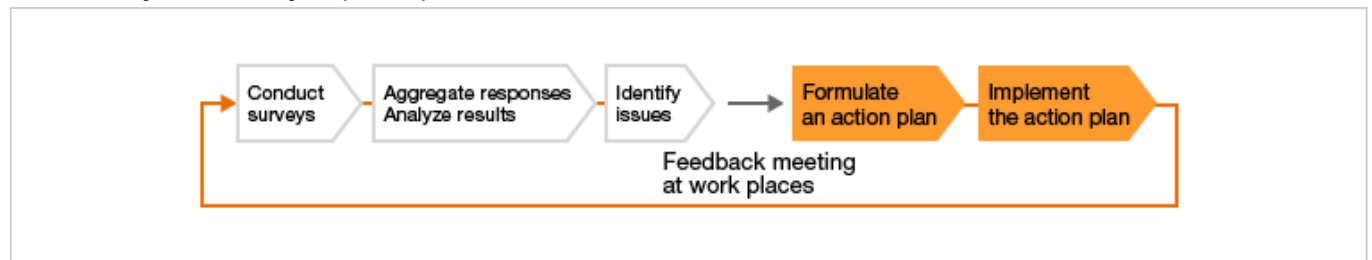 Conduct
surveys
Aggregate responses
Analyze results
Identify
issues
Formulate
an action plan
Implement
the action plan
Feedback meeting
at work places